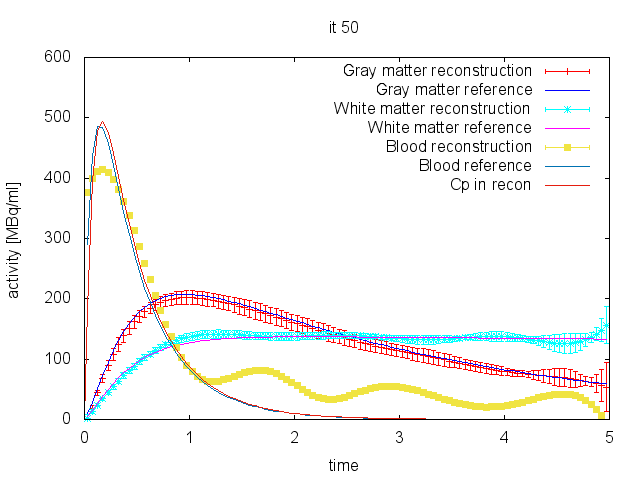 it 50
600
500
400
300
200
100
0
activity [MBq/ml]
Gray matter reconstruction
Gray matter reference
White matter reconstruction
White matter reference
Blood reconstruction
Blood reference
Cp in recon
0 1 2 3 4 5
time